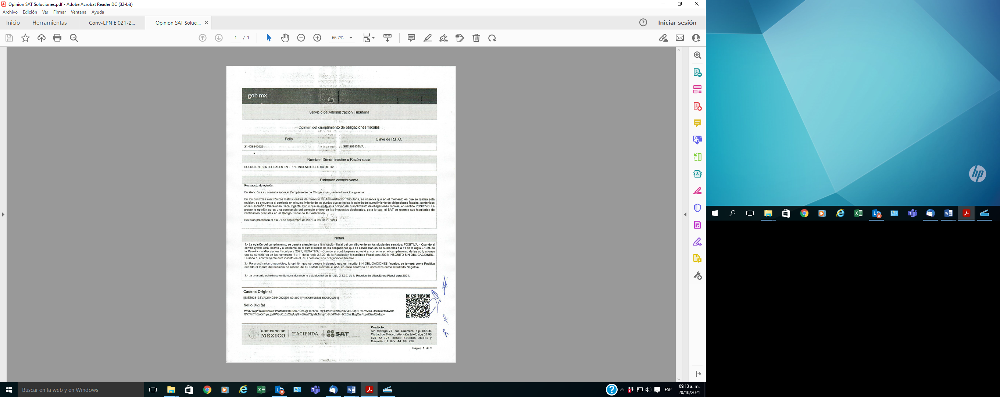 Opinion SAT Soluciones.pdf - Adobe Acrobat Reader DC (32-bit)
Archivo Edición Ver Firmar Ventana Ayuda
Inicio Herramientas Conv-LPN E 021-2... Opinion SAT Soluci... × Iniciar sesión
1 / 1 66.7%
gob mx
Servicio de Administración Tributaria
Opinión del cumplimiento de obligaciones fiscales
Folio Clave de R.F.C.
21NG6640929 SIE190813SVA
Nombre, Denominación o Razón social
SOLUCIONES INTEGRALES EN EPP E INCENDIO GDL SA DE CV
Estimado contribuyente
Respuesta de opinión:
En atención a su consulta sobre el Cumplimiento de Obligaciones, se le informa lo siguiente:
En los controles electrónicos institucionales del Servicio de Administración Tributaria, se observa que en el momento en que se realiza esta
revisión, se encuentra al corriente en el cumplimiento de los puntos que se revisa la opinión del cumplimiento de obligaciones fiscales, contenidos
en la Resolución Miscelánea Fiscal vigente. Por lo que se emite esta opinión del cumplimiento de obligaciones fiscales, en sentido POSITIVO. La
presente opinión no es una constancia del correcto entero de los impuestos declarados, para lo cual el SAT se reserva sus facultades de
verificación previstas en el Código Fiscal de la Federación.
Revisión practicada el día 01 de septiembre de 2021, a las 10:51 horas
Notas
1.- La opinión del cumplimiento, se genera atendiendo a la situación fiscal del contribuyente en los siguientes sentidos: POSITIVA. - Cuando el
contribuyente está inscrito y al corriente en el cumplimiento de las obligaciones que se consideran en los numerales 1 a 11 de la regla 2.1.39. de
la Resolución Miscelánea Fiscal para 2021; NEGATIVA. - Cuando el contribuyente no esté al corriente en el cumplimiento de las obligaciones
que se consideran en los numerales 1 a 11 de la regla 2.1.39. de la Resolución Miscelánea Fiscal para 2021; INSCRITO SIN OBLIGACIONES.-
Cuando el contribuyente está inscrito en el RFC pero no tiene obligaciones fiscales.
2.- Para estímulos o subsidios, la opinión que se genere indicando que es Inscrito SIN OBLIGACIONES fiscales, se tomará como Positiva
cuando el monto del subsidio no rebase de 40 UMAS elevado al año, en caso contrario se considera como resultado Negativo.
3.- La presente opinión se emite considerando lo establecido en la regla 2.1.39. de la Resolución Miscelánea Fiscal para 2021.
Cadena Original
Sello Digital
GOBIERNO DE MÉXICO HACIENDA SAT
Contacto:
Av. Hidalgo 77, col. Guerrero, c.p. 06300,
Ciudad de México. Atención telefónica 01 55
627 22 728, desde Estados Unidos y
Canadá 01 877 44 88 728.
Página 1 de 2
hp
Buscar en la web y en Windows
ESP
09:13 a. m.
20/10/2021